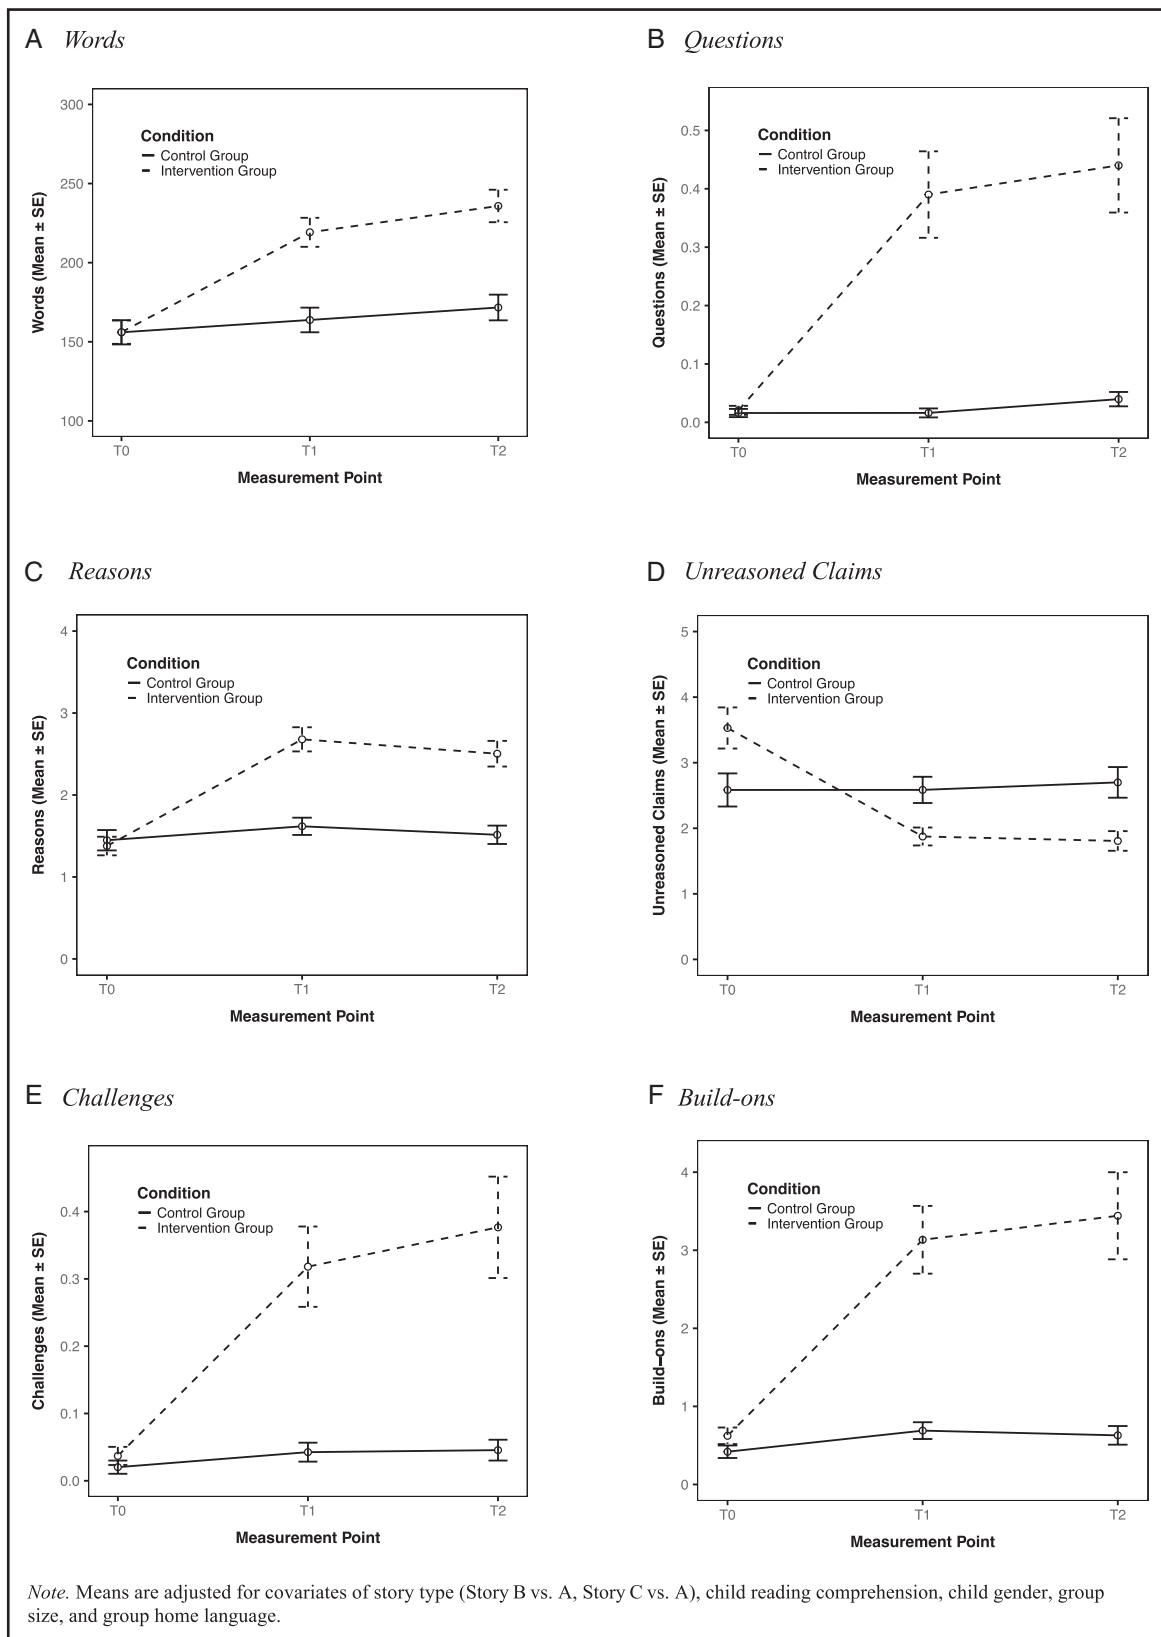 A Words
300
250
200
150
100
Words (Mean ± SE)
Condition
Control Group
Intervention Group
T0
T1
T2
Measurement Point
B Questions
0.5
0.4
0.3
0.2
0.1
0.0
Questions (Mean ± SE)
Condition
Control Group
Intervention Group
T0
T1
T2
Measurement Point
C Reasons
4
3
2
1
0
Reasons (Mean ± SE)
Condition
Control Group
Intervention Group
T0
T1
T2
Measurement Point
D Unreasoned Claims
5
4
3
2
1
0
Unreasoned Claims (Mean ± SE)
Condition
Control Group
Intervention Group
T0
T1
T2
Measurement Point
E Challenges
0.4
0.3
0.2
0.1
0.0
Challenges (Mean ± SE)
Condition
Control Group
Intervention Group
T0
T1
T2
Measurement Point
F Build-ons
4
3
2
1
0
Build–ons (Mean ± SE)
Condition
Control Group
Intervention Group
T0
T1
T2
Measurement Point
Note. Means are adjusted for covariates of story type (Story B vs. A, Story C vs. A), child reading comprehension, child gender, group
size, and group home language.